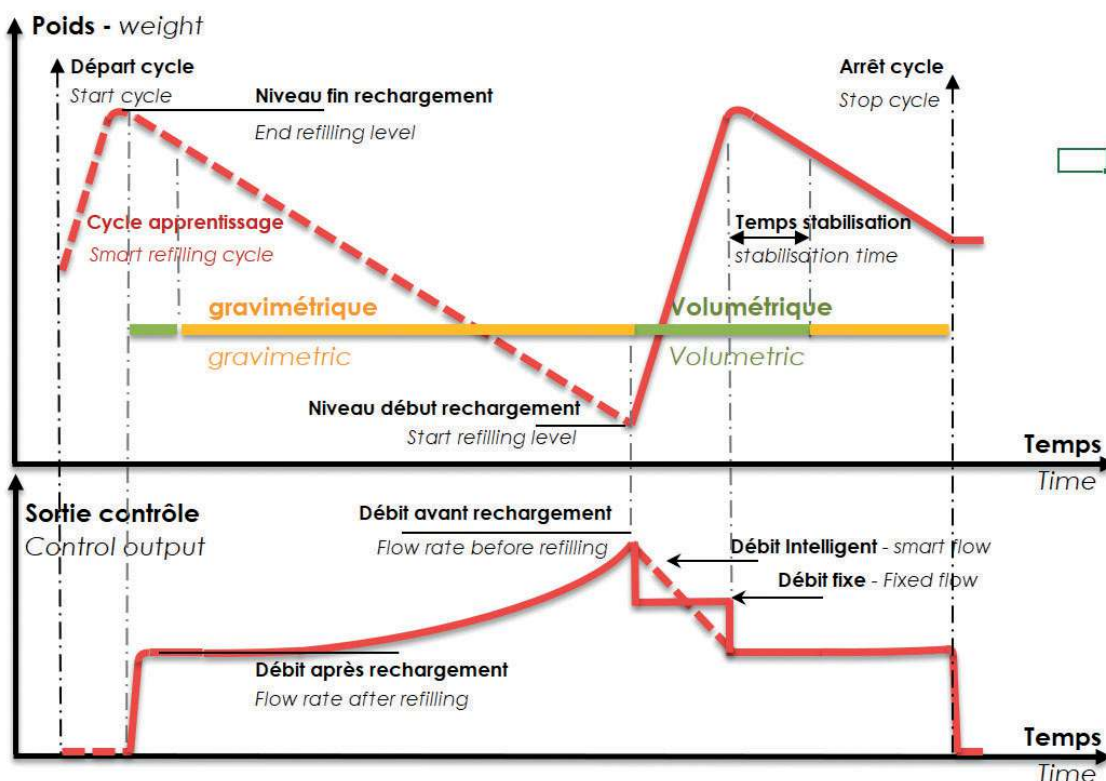 Poids - weight
Départ cycle
Start cycle
Niveau fin rechargement
End refilling level
Arrêt cycle
Stop cycle
Cycle apprentissage
Smart refilling cycle
Temps stabilisation
stabilisation time
gravimétrique
gravimetric
Volumétrique
Volumetric
Niveau début rechargement
Start refilling level
Temps
Time
Sortie contrôle
Control output
Débit avant rechargement
Flow rate before refilling
Débit Intelligent - smart flow
Débit fixe - Fixed flow
Débit après rechargement
Flow rate after refilling
Temps
Time